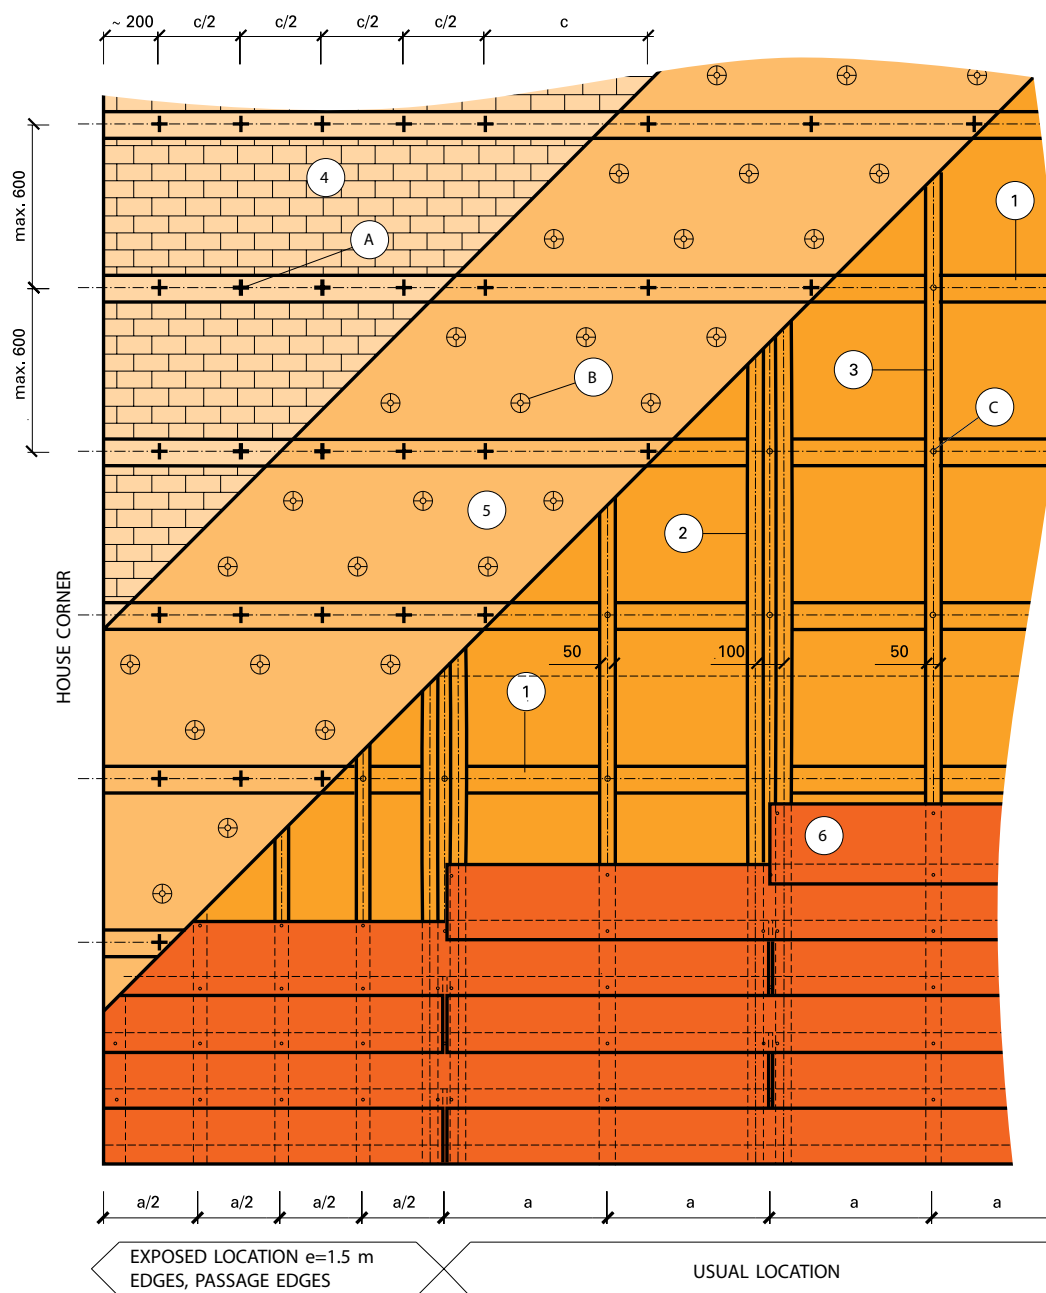 ~ 200 c/2 c/2 c/2 c/2 c
max. 600
max. 600
4
A
1
B
3
C
5
2
HOUSE CORNER
50 100 50
1
6
a/2 a/2 a/2 a/2 a a a a
EXPOSED LOCATION e=1.5 m
EDGES, PASSAGE EDGES
USUAL LOCATION